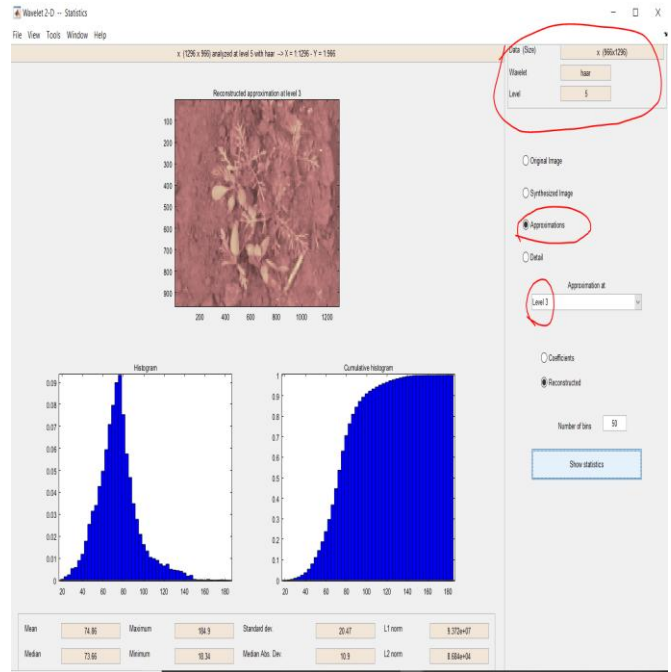 Wavelet 2-D -- Statistics
File View Tools Window Help
x (1296 x 966) analyzed at level 5 with haar --> X = 1:1296 - Y = 1:966
Data (Size) x (966x1296)
Wavelet haar
Level 5
Reconstructed approximation at level 3
100
200
300
400
500
600
700
800
900
200 400 600 800 1000 1200
Original Image
Synthesized Image
Approximations
Detail
Approximation at
Level 3
Coefficients
Reconstructed
Number of bins 50
Show statistics
Histogram
0.09
0.08
0.07
0.06
0.05
0.04
0.03
0.02
0.01
0
20 40 60 80 100 120 140 160 180
Cumulative histogram
1
0.9
0.8
0.7
0.6
0.5
0.4
0.3
0.2
0.1
0
20 40 60 80 100 120 140 160 180
Mean 74.86 Maximum 184.9 Standard dev. 20.47 L1 norm 9.372e+07
Median 73.66 Minimum 18.34 Median Abs. Dev. 10.9 L2 norm 8.684e+04